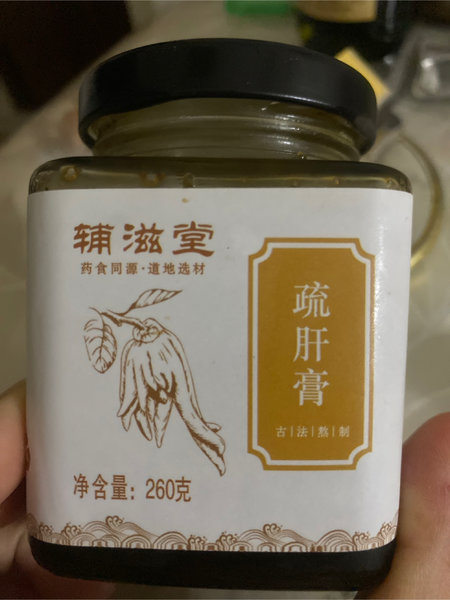 辅滋堂
药食同源·道地选材
疏肝膏
古|法|熬|制
净含量：260克